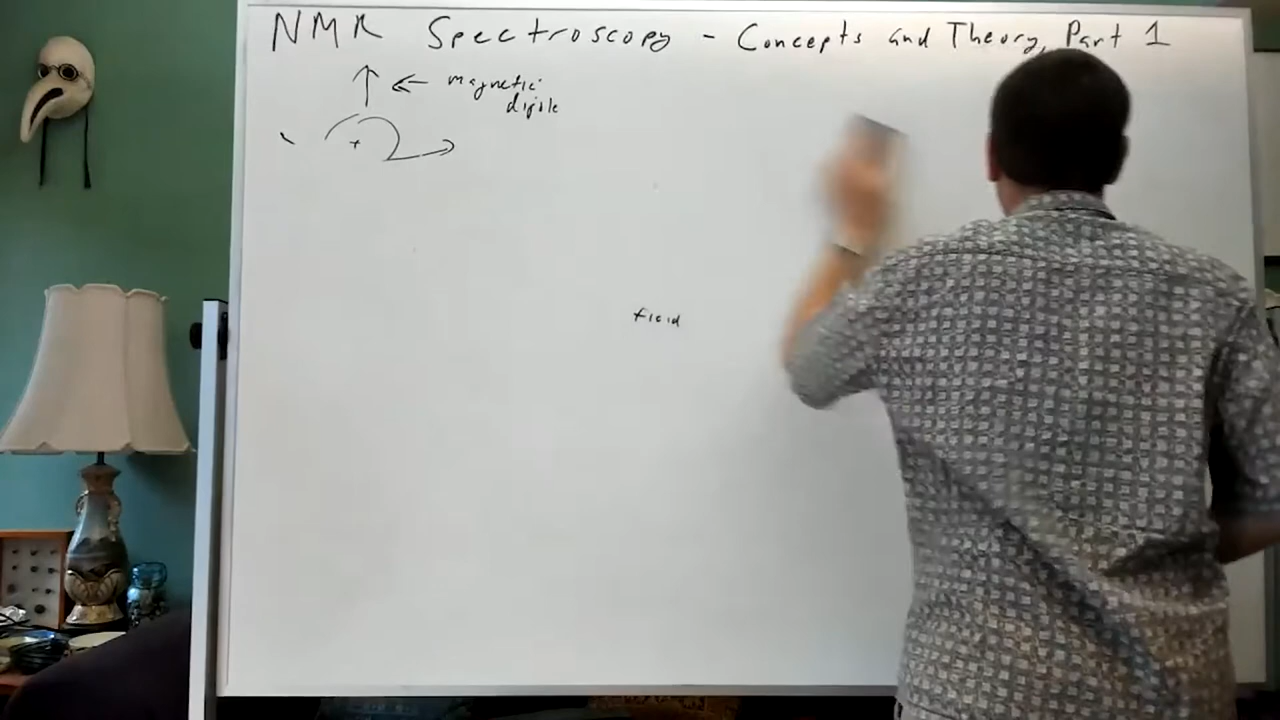 NMR Spectroscopy - Concepts and Theory, Part 1
magnetic
dipole
+
field